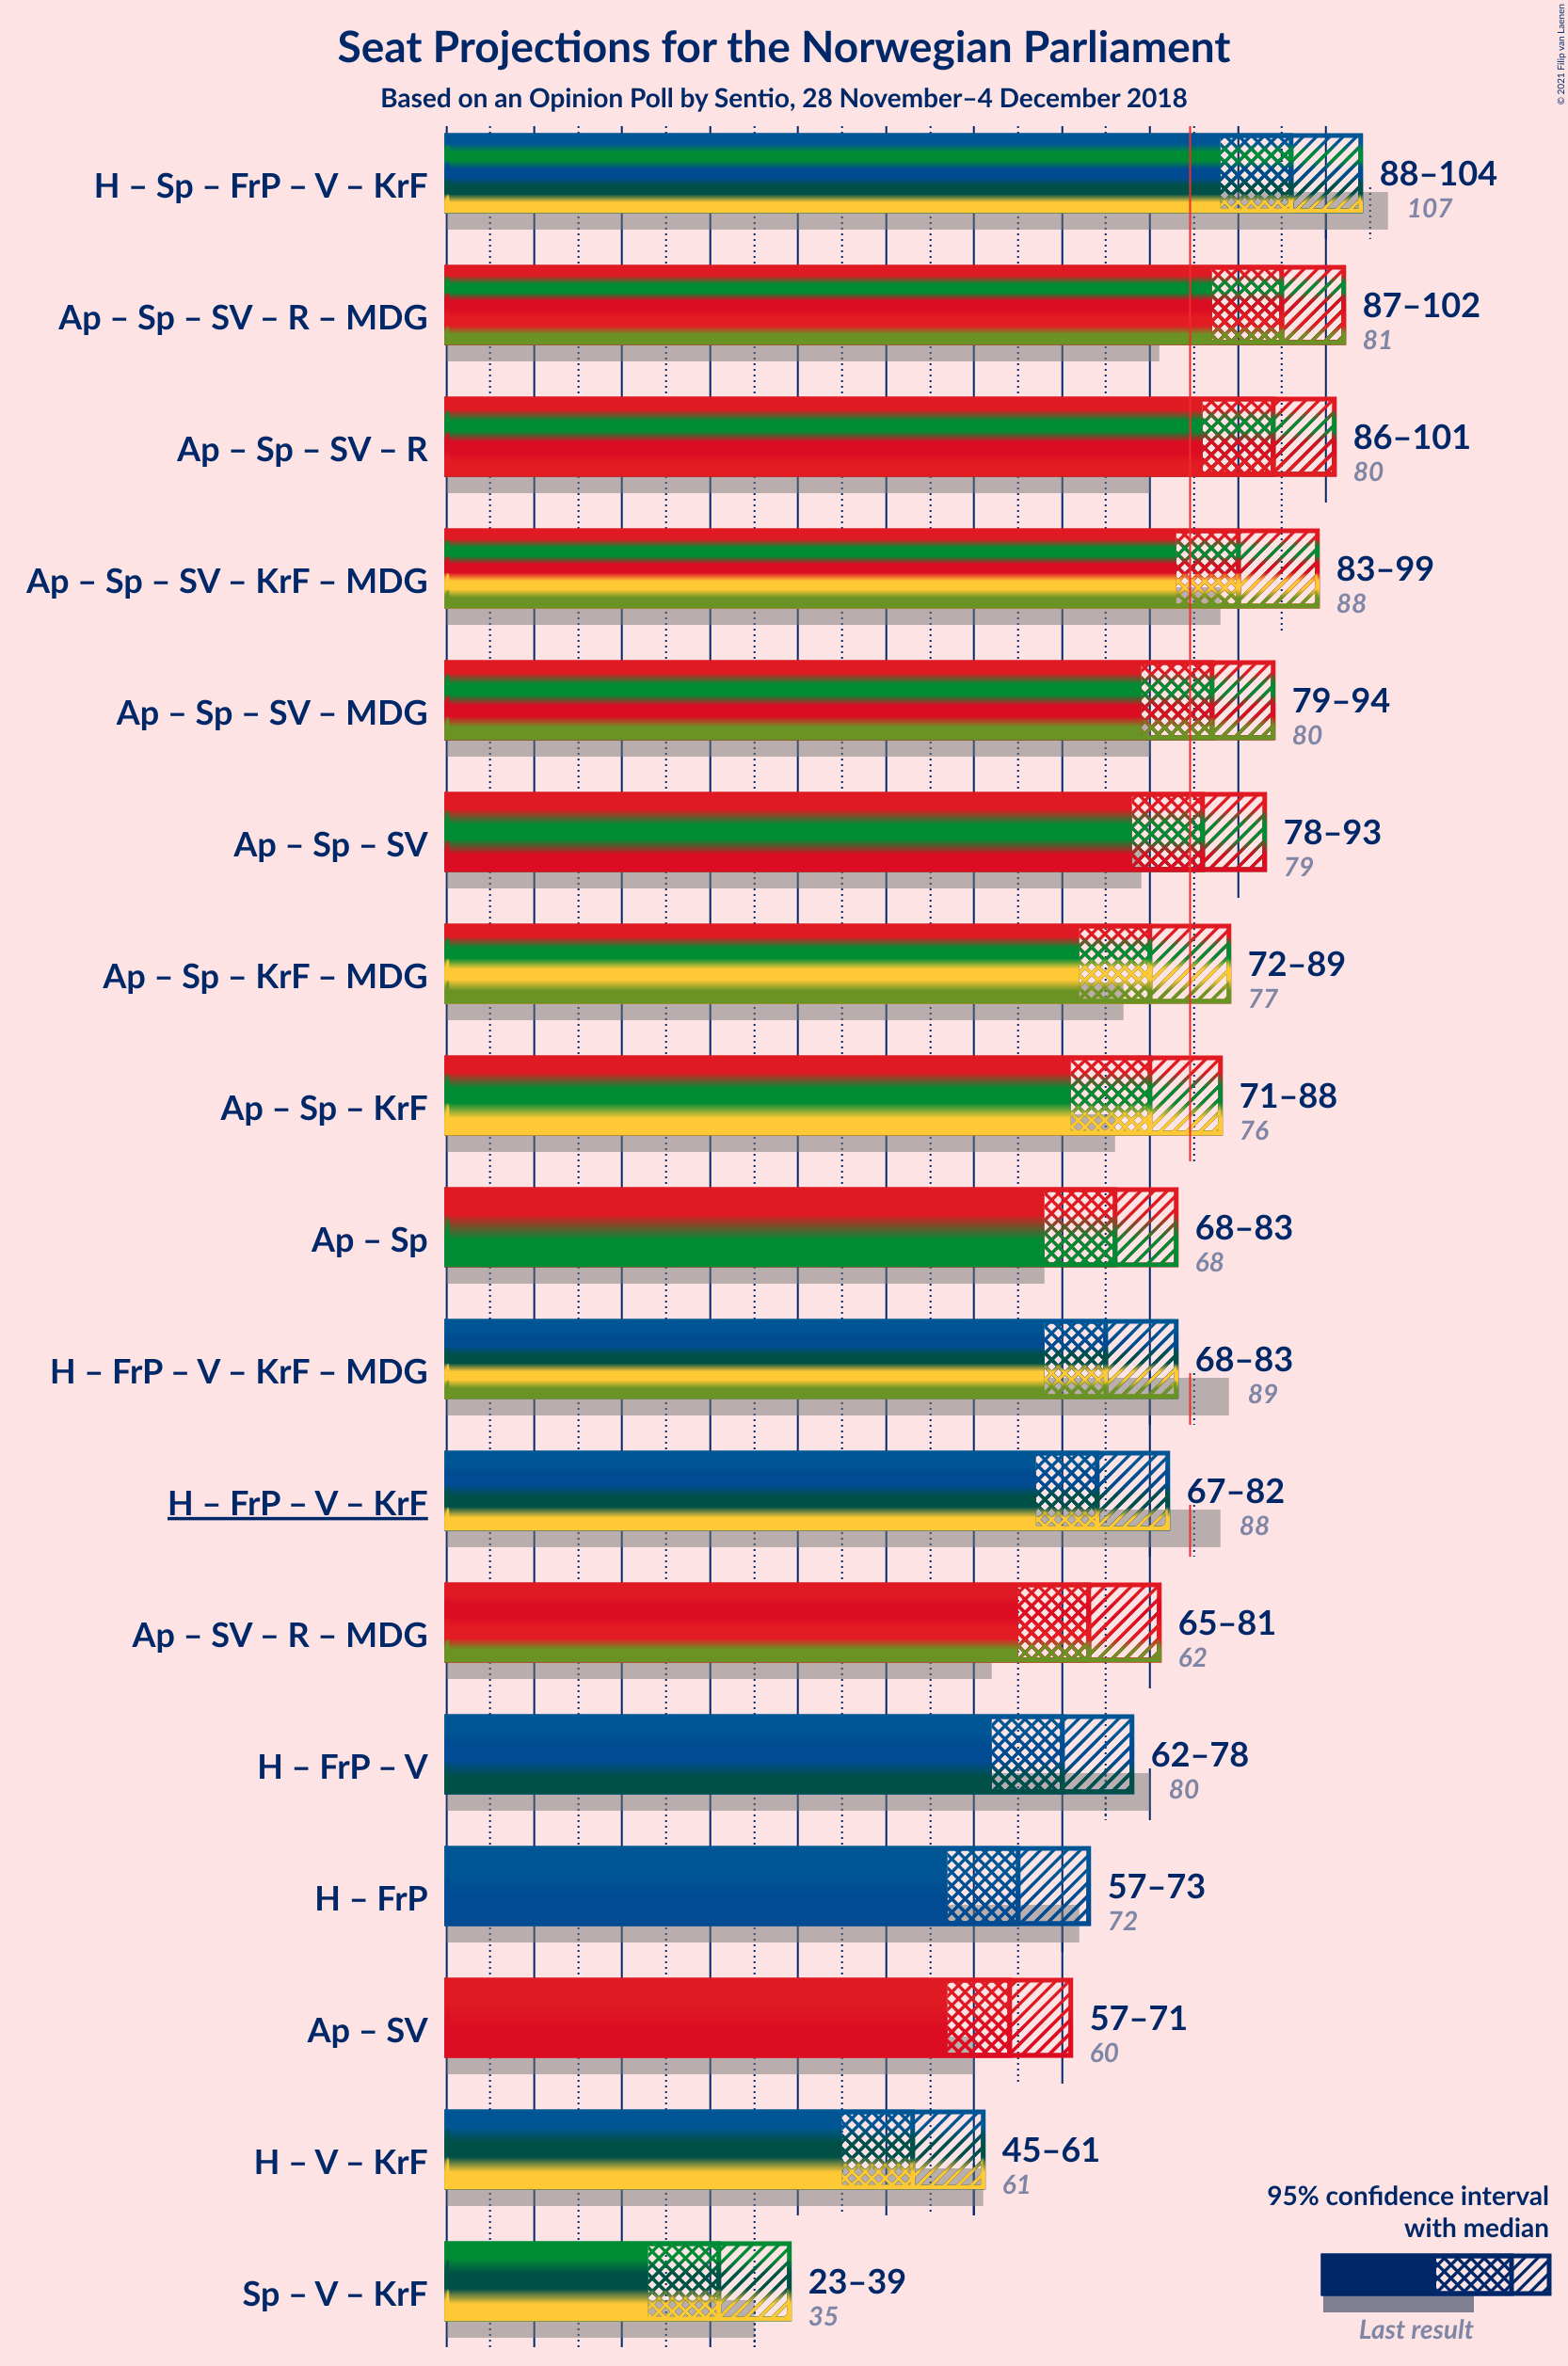 Seat Projections for the Norwegian Parliament
Based on an Opinion Poll by Sentio, 28 November–4 December 2018
© 2021 Filip van Laenen
H – Sp – FrP – V – KrF
88–104
107
Ap – Sp – SV – R – MDG
87–102
81
Ap – Sp – SV – R
86–101
80
Ap – Sp – SV – KrF – MDG
83–99
88
Ap – Sp – SV – MDG
79–94
80
Ap – Sp – SV
78–93
79
Ap – Sp – KrF – MDG
72–89
77
Ap – Sp – KrF
71–88
76
Ap – Sp
68–83
68
H – FrP – V – KrF – MDG
68–83
89
H – FrP – V – KrF
67–82
88
Ap – SV – R – MDG
65–81
62
H – FrP – V
62–78
80
H – FrP
57–73
72
Ap – SV
57–71
60
H – V – KrF
45–61
61
Sp – V – KrF
23–39
35
95% confidence interval
with median
Last result